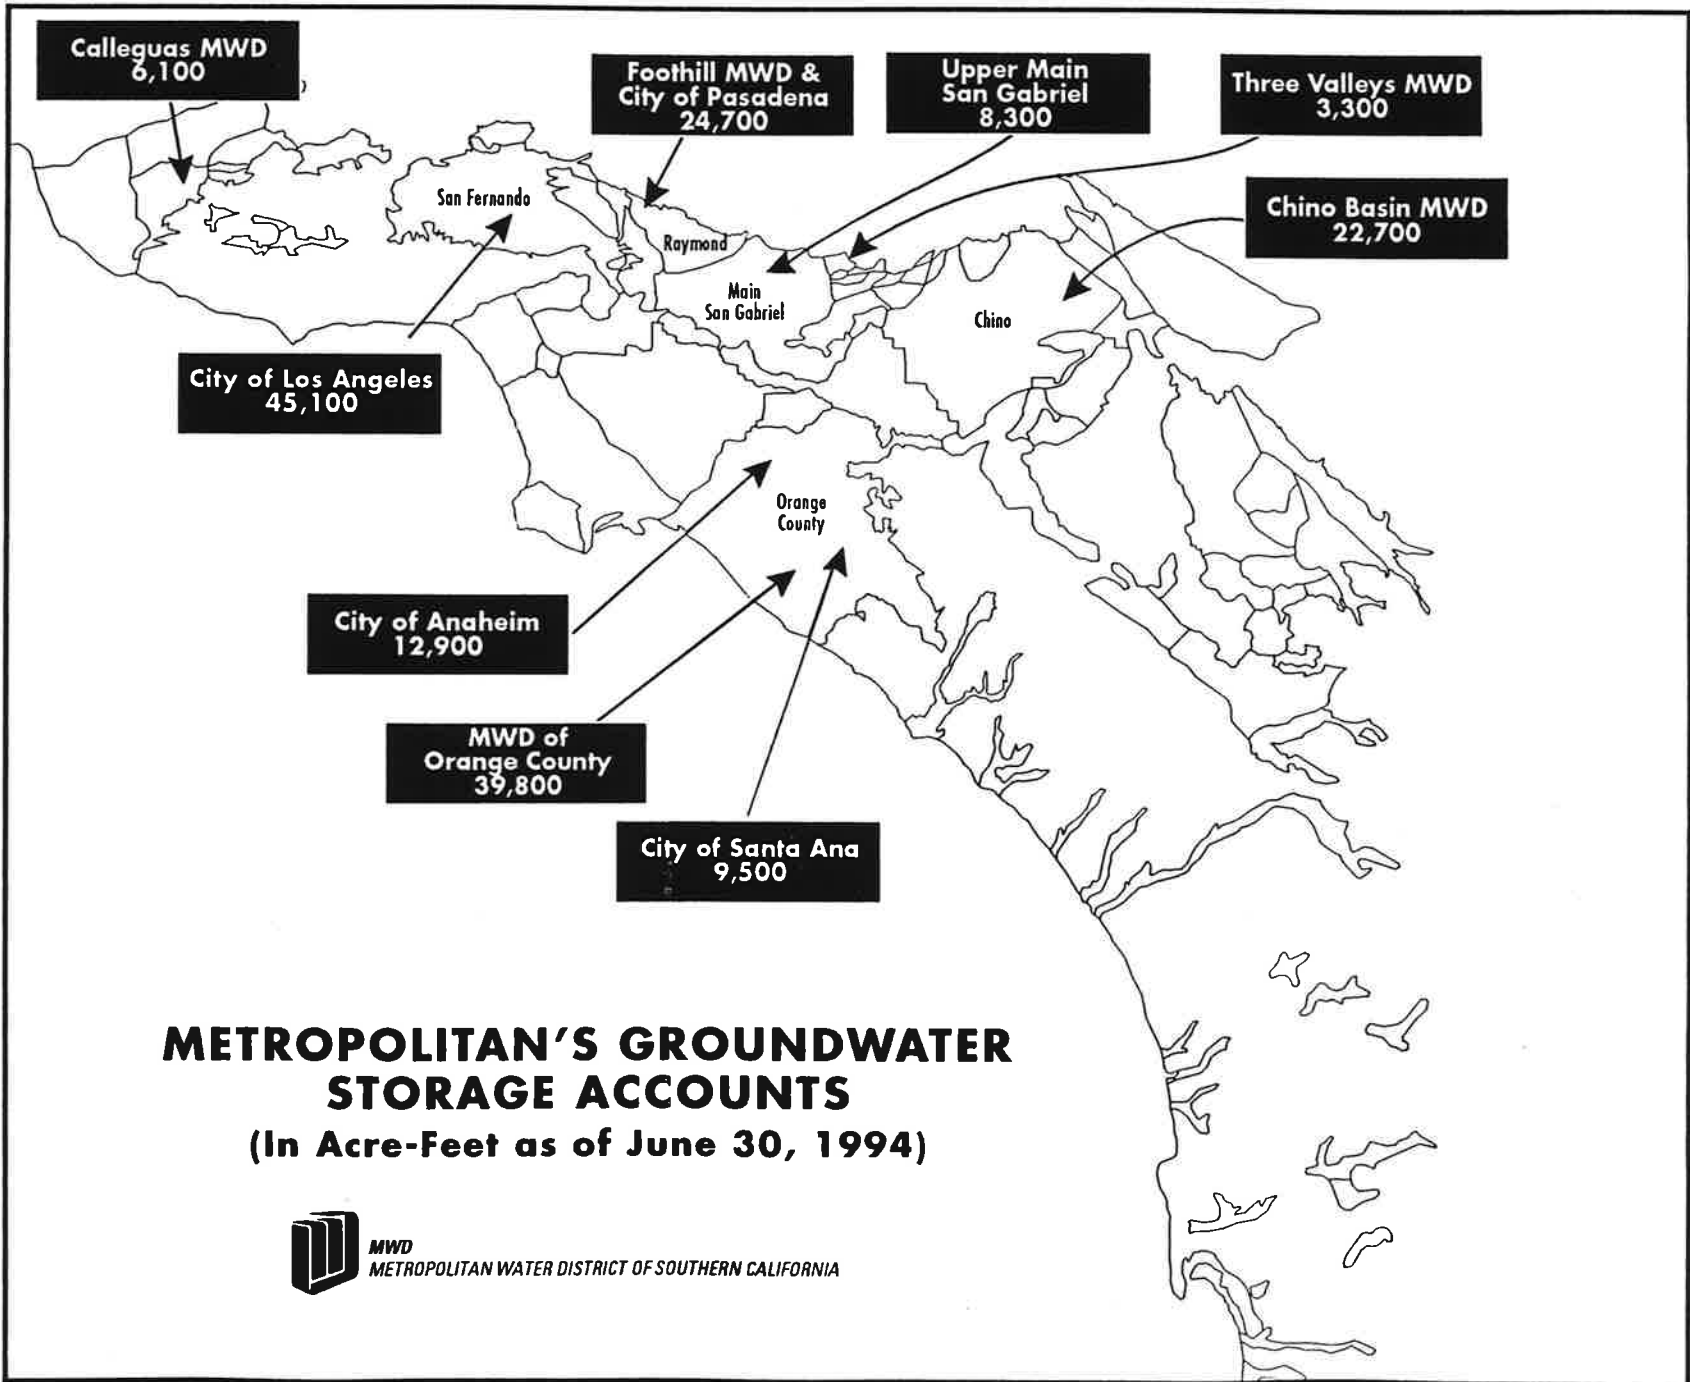 Calleguas MWD
6,100
Foothill MWD &
City of Pasadena
24,700
Upper Main
San Gabriel
8,300
Three Valleys MWD
3,300
Chino Basin MWD
22,700
San Fernando
Raymond
Main
San Gabriel
Chino
City of Los Angeles
45,100
Orange
County
City of Anaheim
12,900
MWD of
Orange County
39,800
City of Santa Ana
9,500
METROPOLITAN'S GROUNDWATER
STORAGE ACCOUNTS
(In Acre-Feet as of June 30, 1994)
MWD
METROPOLITAN WATER DISTRICT OF SOUTHERN CALIFORNIA